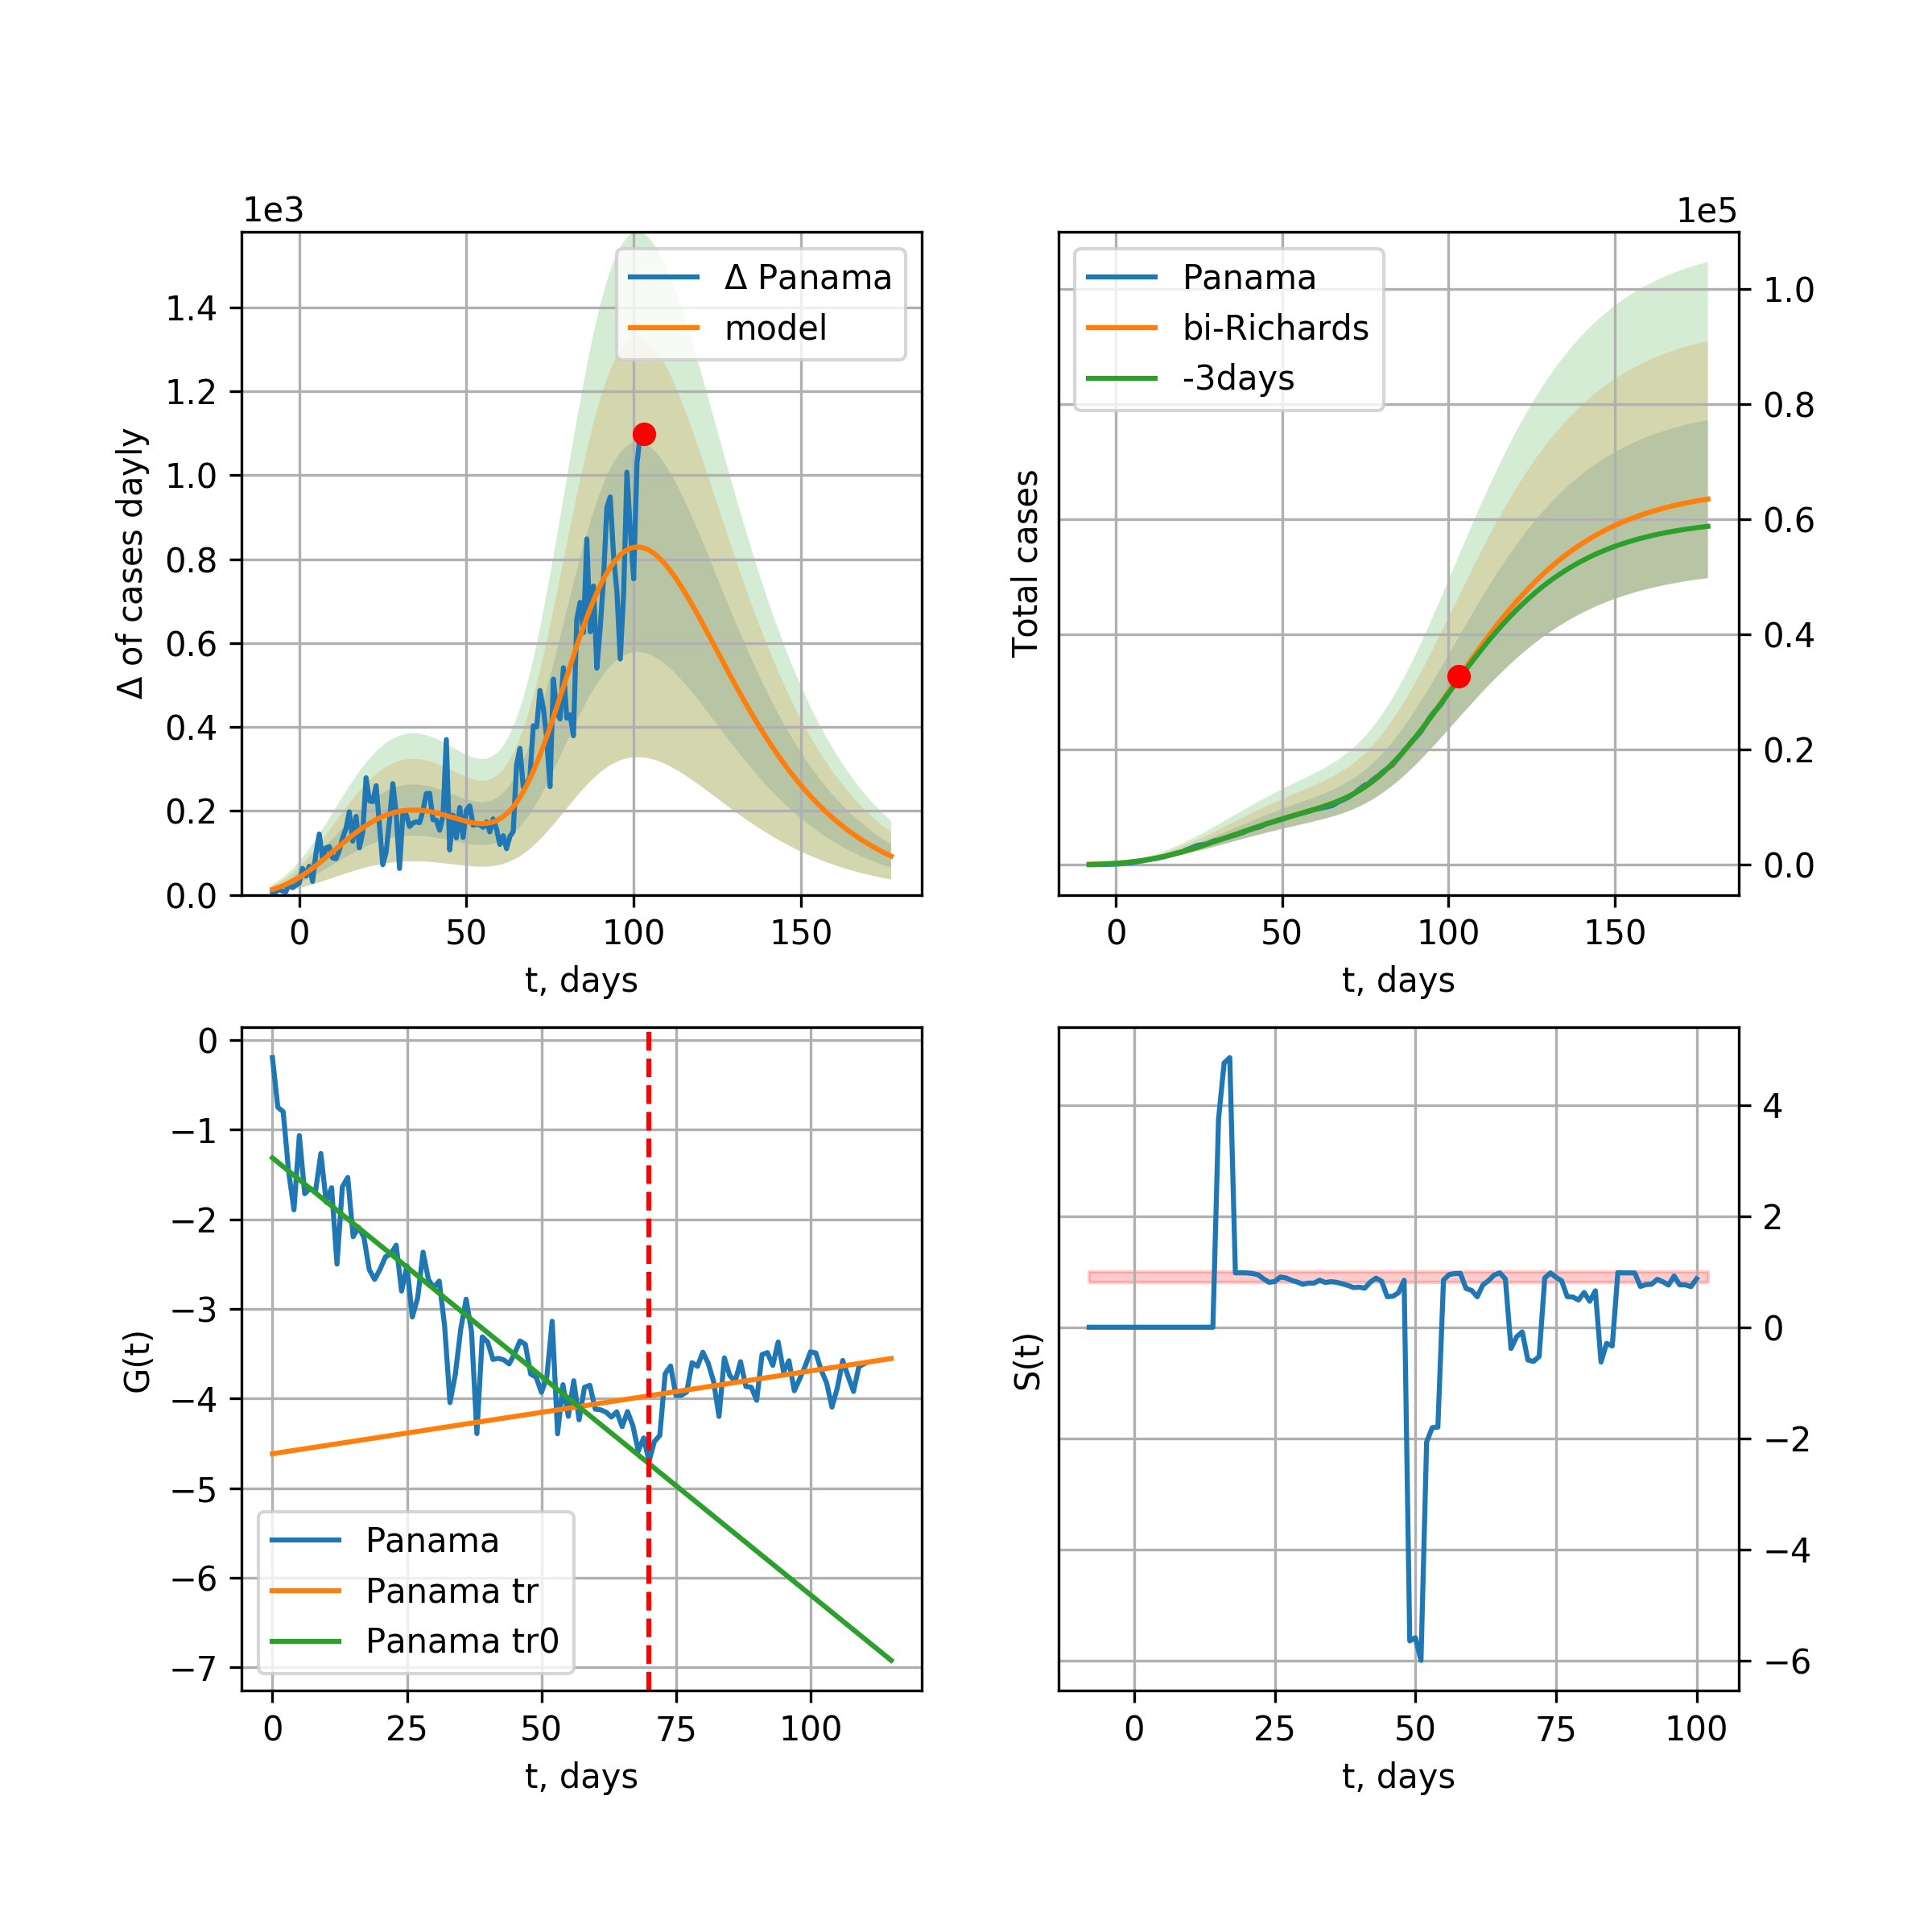 1e3
Δ Panama
model
1.4
1.2
1.0
0.8
0.6
0.4
0.2
0.0
Δ of cases dayly
0 50 100 150
t, days
1e5
Panama
bi-Richards
-3days
1.0
0.8
0.6
0.4
0.2
0.0
Total cases
0 50 100 150
t, days
0
−1
−2
−3
−4
−5
−6
−7
G(t)
Panama
Panama tr
Panama tr0
0 25 50 75 100
t, days
4
2
0
−2
−4
−6
S(t)
0 25 50 75 100
t, days